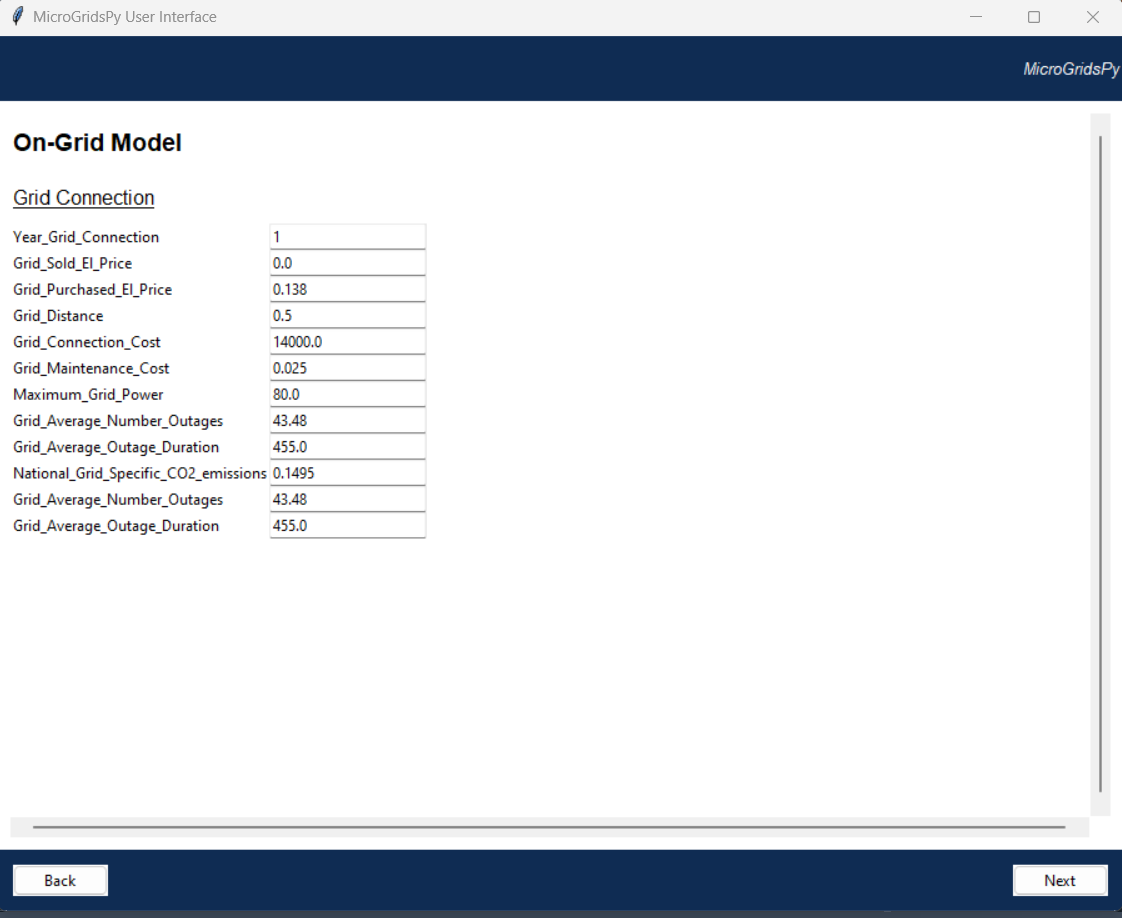 MicroGridsPy User Interface
MicroGridsPy
On-Grid Model
Grid Connection
Year_Grid_Connection 1
Grid_Sold_El_Price 0.0
Grid_Purchased_El_Price 0.138
Grid_Distance 0.5
Grid_Connection_Cost 14000.0
Grid_Maintenance_Cost 0.025
Maximum_Grid_Power 80.0
Grid_Average_Number_Outages 43.48
Grid_Average_Outage_Duration 455.0
National_Grid_Specific_CO2_emissions 0.1495
Grid_Average_Number_Outages 43.48
Grid_Average_Outage_Duration 455.0
Back Next